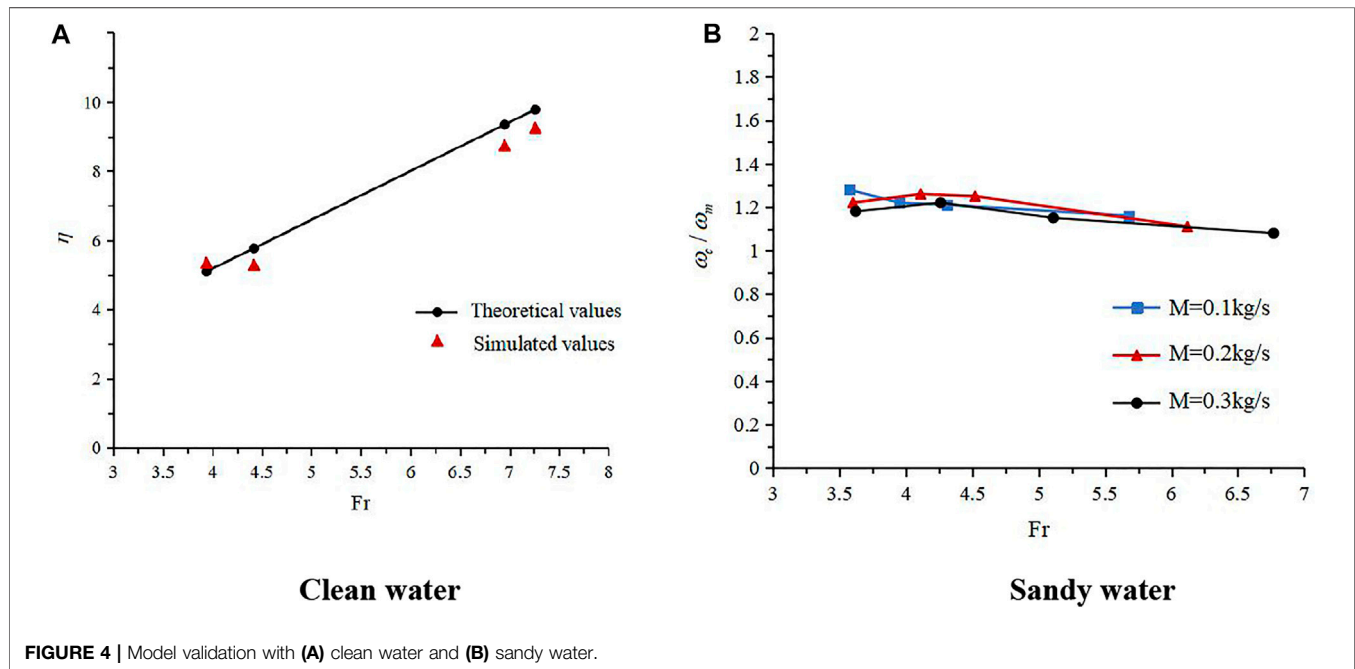 A
10
8
6
4
2
0
η
3
3.5
4
4.5
5
5.5
6
6.5
7
7.5
8
Fr
Theoretical values
Simulated values
Clean water
B
2
1.8
1.6
1.4
1.2
1
0.8
0.6
0.4
0.2
0
ω_c / ω_m
3
3.5
4
4.5
5
5.5
6
6.5
7
Fr
M=0.1kg/s
M=0.2kg/s
M=0.3kg/s
Sandy water
FIGURE 4 | Model validation with (A) clean water and (B) sandy water.